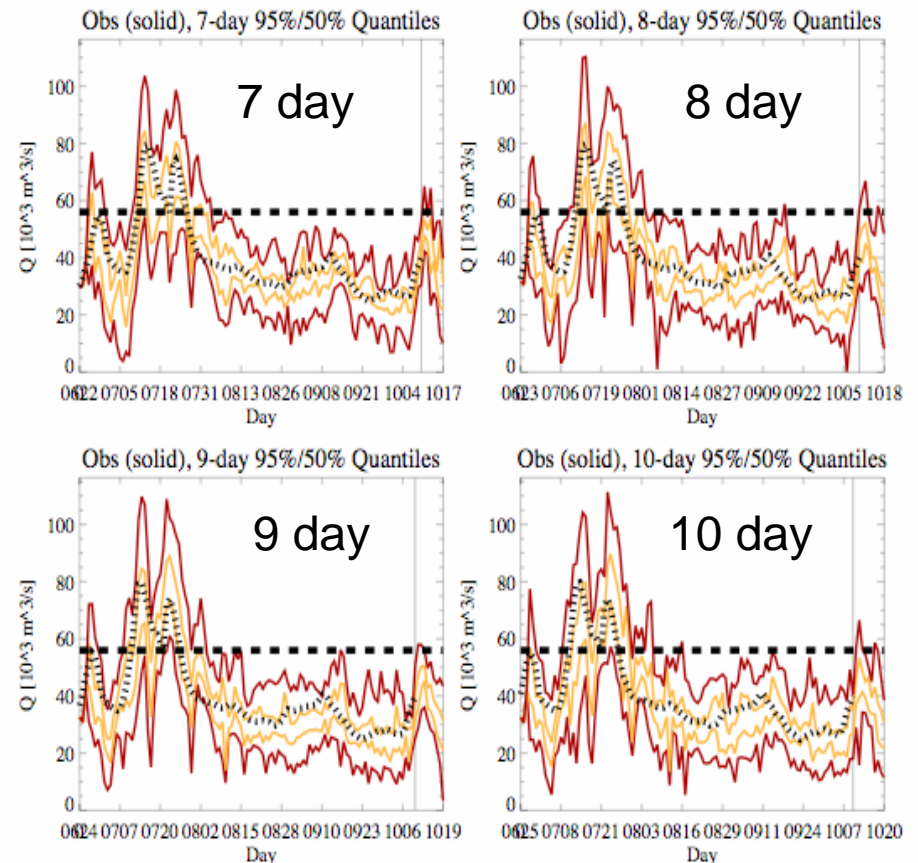 Obs (solid), 7-day 95%/50% Quantiles
7 day
Q [10^3 m^3/s]
100
80
60
40
20
0
0705 0718 0731 0813 0826 0908 0921 1004 1017
Day
Obs (solid), 8-day 95%/50% Quantiles
8 day
Q [10^3 m^3/s]
100
80
60
40
20
0
0706 0719 0801 0814 0827 0909 0922 1005 1018
Day
Obs (solid), 9-day 95%/50% Quantiles
9 day
Q [10^3 m^3/s]
100
80
60
40
20
0
0707 0720 0802 0815 0828 0910 0923 1006 1019
Day
Obs (solid), 10-day 95%/50% Quantiles
10 day
Q [10^3 m^3/s]
100
80
60
40
20
0
0708 0721 0803 0816 0829 0911 0924 1007 1020
Day